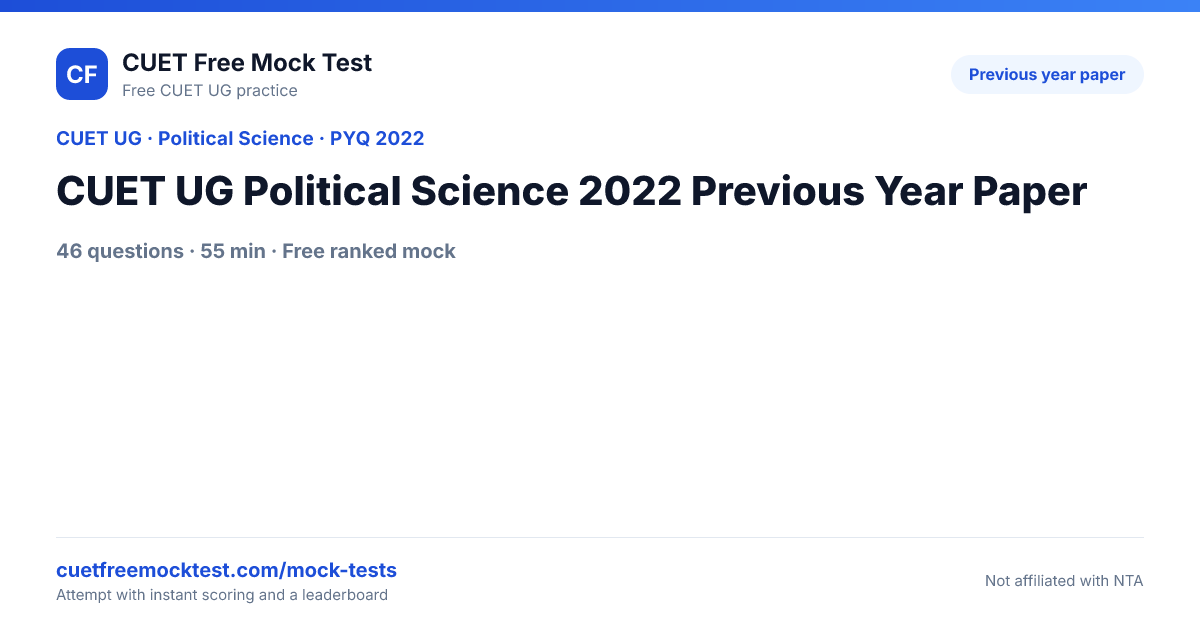 CF
CUET Free Mock Test
Free CUET UG practice
Previous year paper
CUET UG · Political Science · PYQ 2022
CUET UG Political Science 2022 Previous Year Paper
46 questions · 55 min · Free ranked mock
cuetfreemocktest.com/mock-tests
Attempt with instant scoring and a leaderboard
Not affiliated with NTA